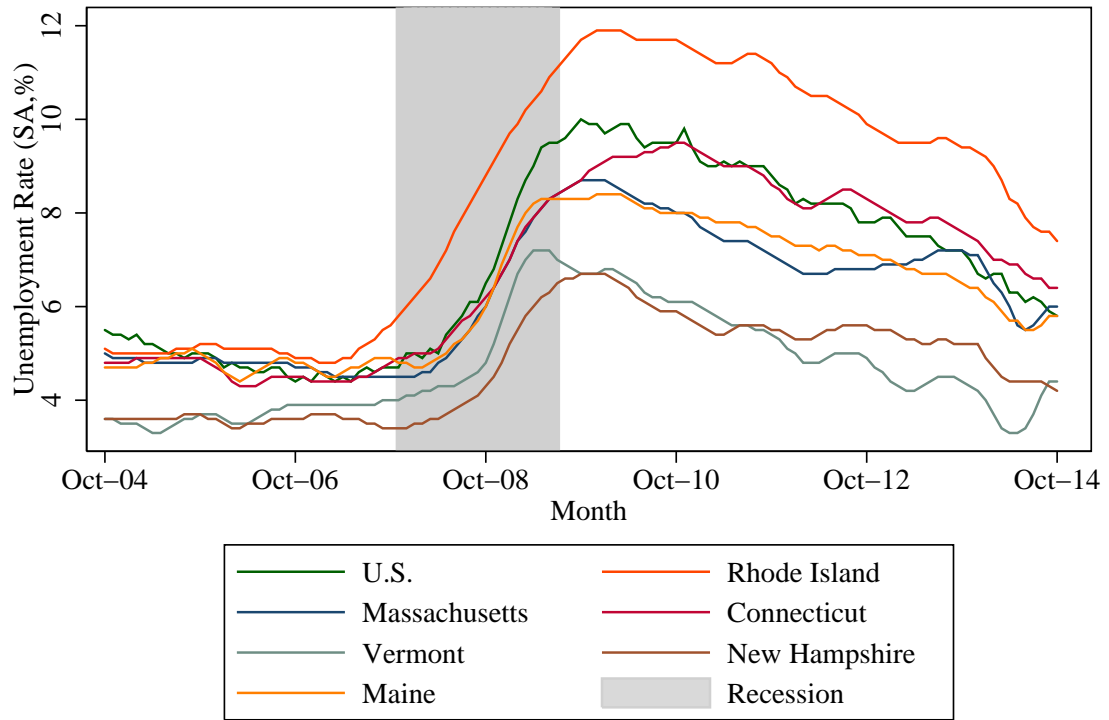 Unemployment Rate (SA,%)
12
10
8
6
4
Oct–04 Oct–06 Oct–08 Oct–10 Oct–12 Oct–14
Month
U.S. Rhode Island
Massachusetts Connecticut
Vermont New Hampshire
Maine Recession